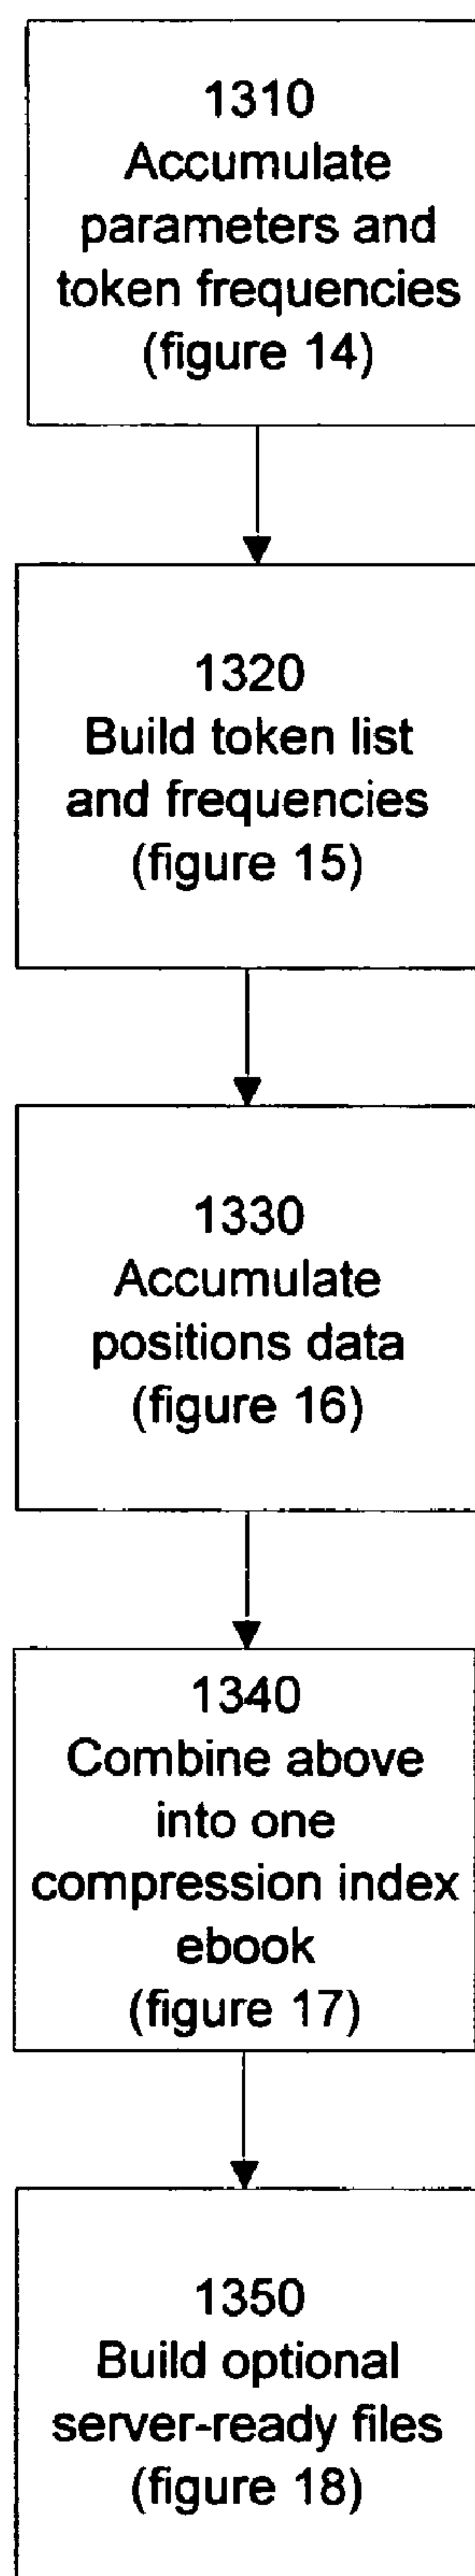 1310
Accumulate
parameters and
token frequencies
(figure 14)
1320
Build token list
and frequencies
(figure 15)
1330
Accumulate
positions data
(figure 16)
1340
Combine above
into one
compression index
ebook
(figure 17)
1350
Build optional
server-ready files
(figure 18)